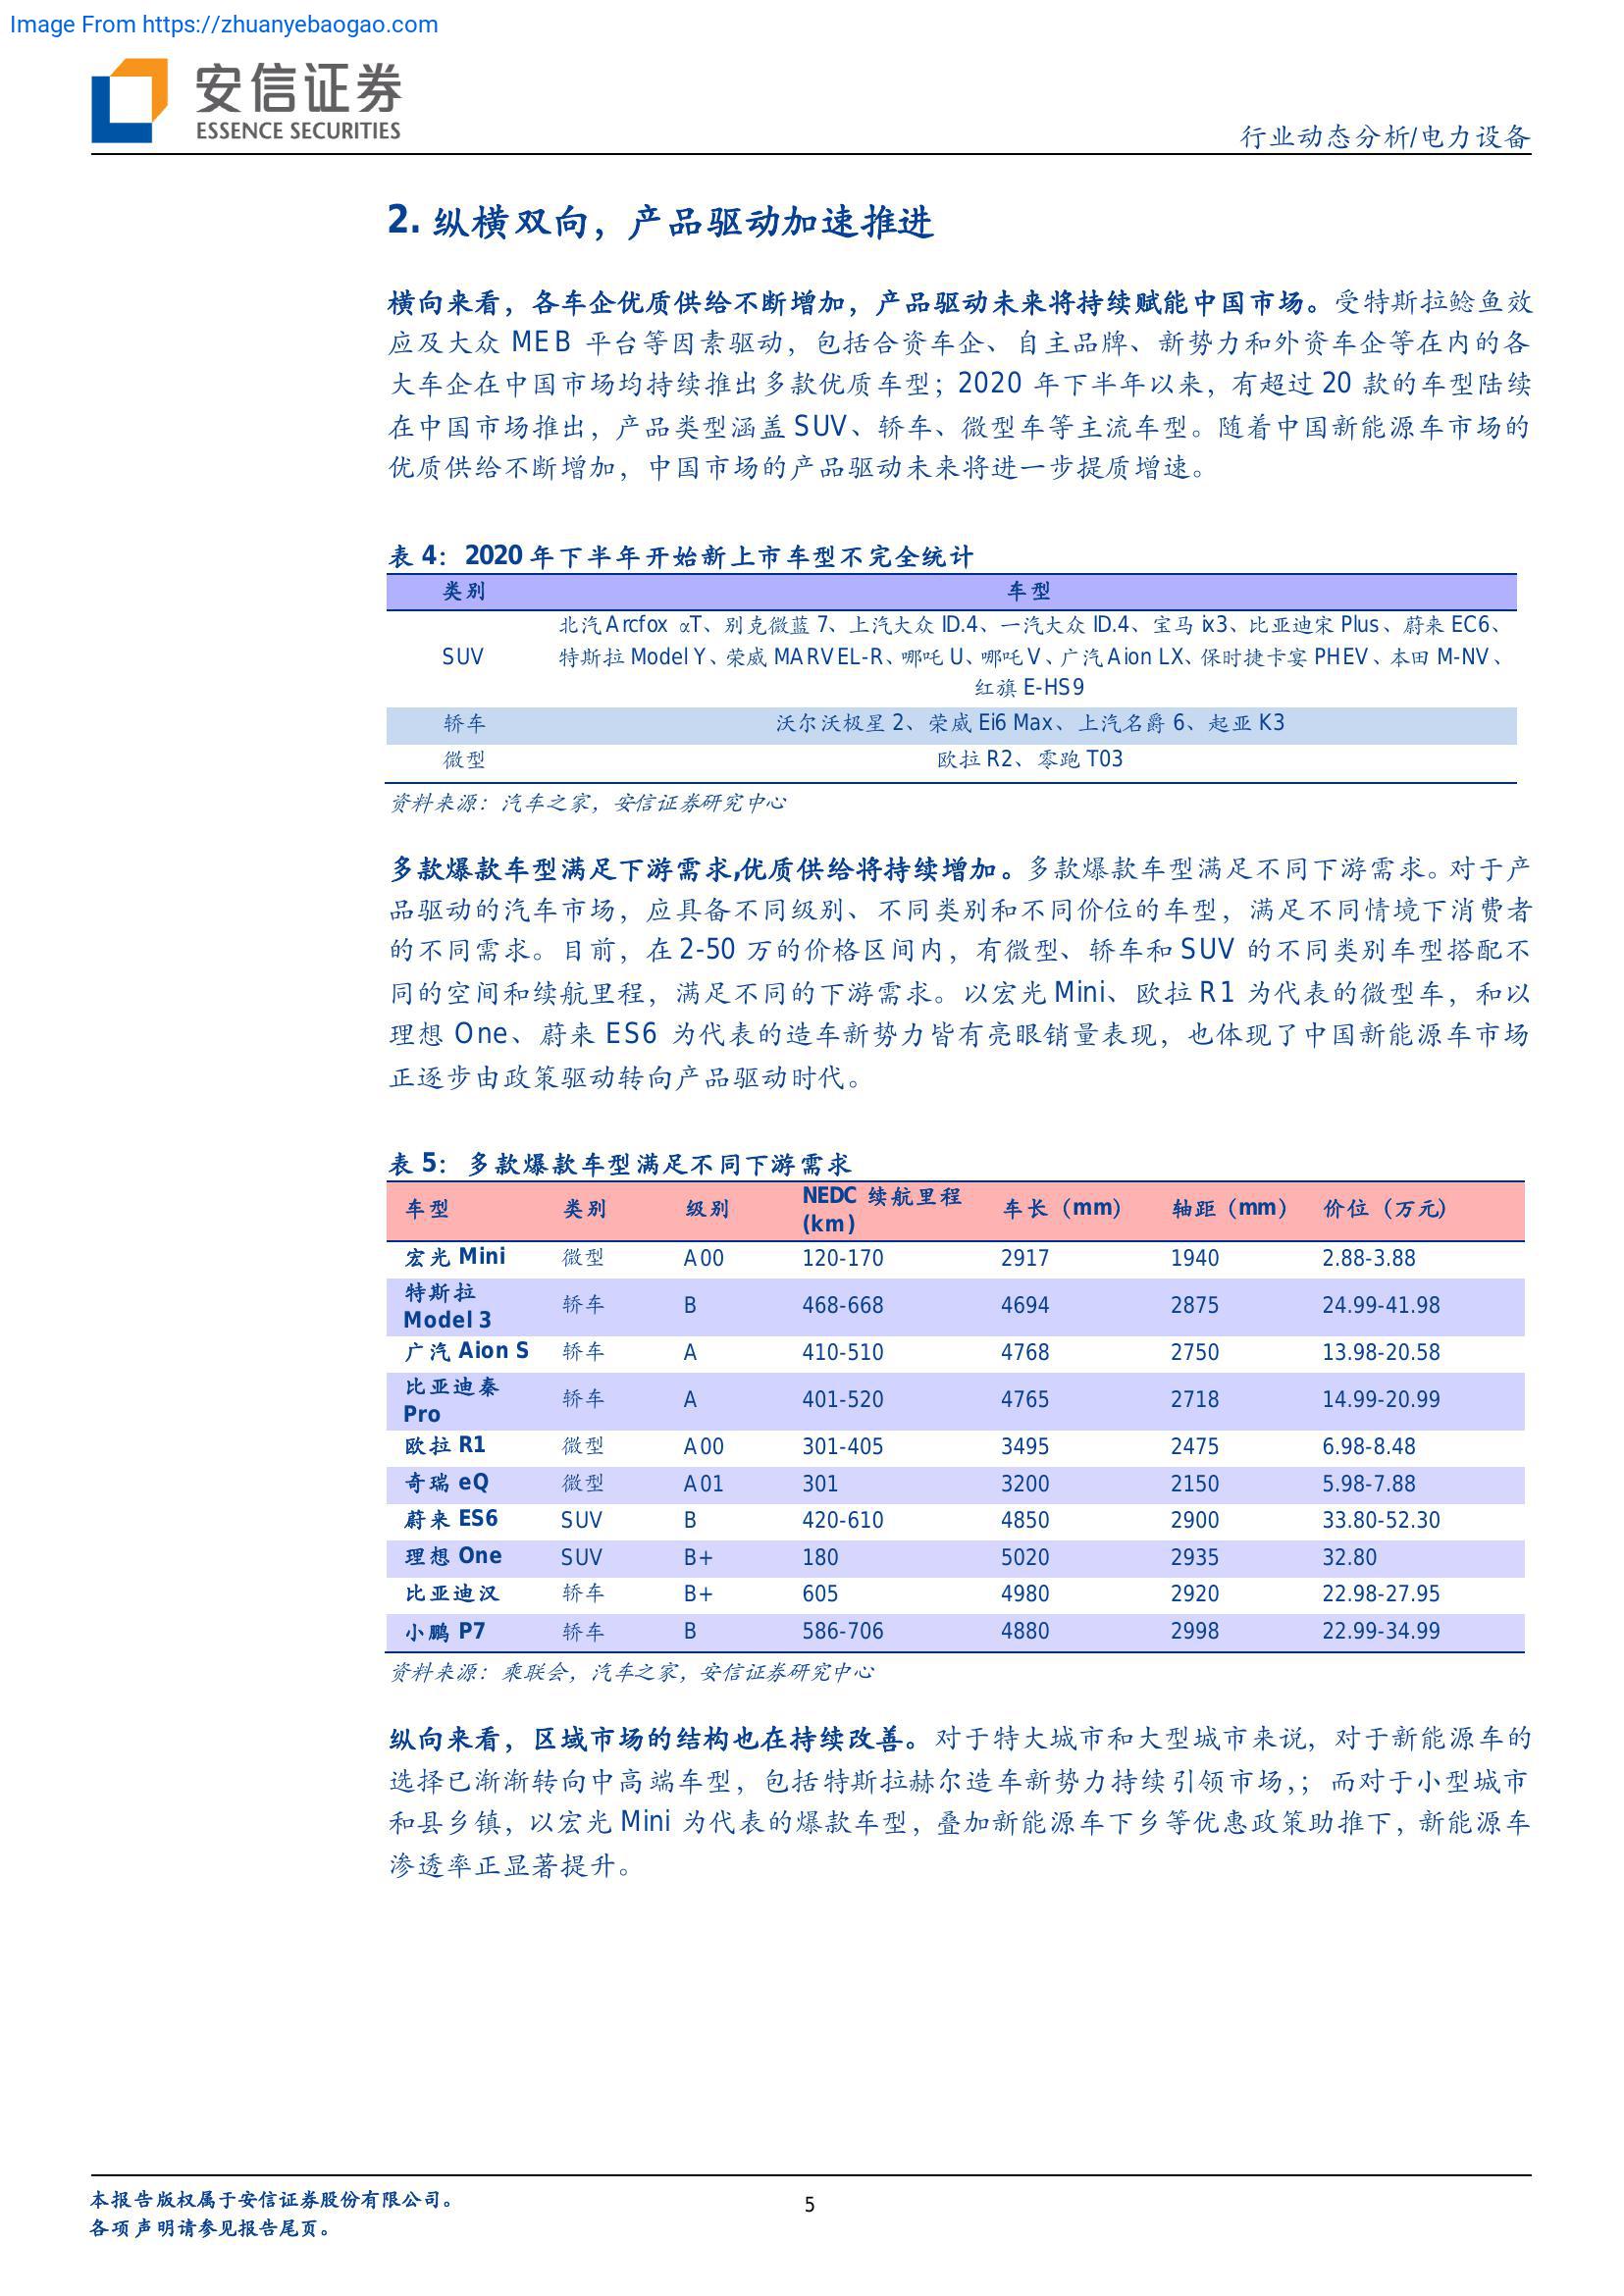 Image From https://zhuanyebaogao.com
安信证券
ESSENCE SECURITIES
行业动态分析/电力设备
2. 纵横双向，产品驱动加速推进
横向来看，各车企优质供给不断增加，产品驱动未来将持续赋能中国市场。受特斯拉鲶鱼效
应及大众 MEB 平台等因素驱动，包括合资车企、自主品牌、新势力和外资车企等在内的各
大车企在中国市场均持续推出多款优质车型；2020 年下半年以来，有超过 20 款的车型陆续
在中国市场推出，产品类型涵盖 SUV、轿车、微型车等主流车型。随着中国新能源车市场的
优质供给不断增加，中国市场的产品驱动未来将进一步提质增速。
表 4：2020 年下半年开始新上市车型不完全统计
类别 车型
北汽 Arcfox αT、别克微蓝 7、上汽大众 ID.4、一汽大众 ID.4、宝马 ix3、比亚迪宋 Plus、蔚来 EC6、
SUV 特斯拉 Model Y、荣威 MARVEL-R、哪吒 U、哪吒 V、广汽 Aion LX、保时捷卡宴 PHEV、本田 M-NV、
红旗 E-HS9
轿车 沃尔沃极星 2、荣威 Ei6 Max、上汽名爵 6、起亚 K3
微型 欧拉 R2、零跑 T03
资料来源：汽车之家，安信证券研究中心
多款爆款车型满足下游需求,优质供给将持续增加。多款爆款车型满足不同下游需求。对于产
品驱动的汽车市场，应具备不同级别、不同类别和不同价位的车型，满足不同情境下消费者
的不同需求。目前，在 2-50 万的价格区间内，有微型、轿车和 SUV 的不同类别车型搭配不
同的空间和续航里程，满足不同的下游需求。以宏光 Mini、欧拉 R1 为代表的微型车，和以
理想 One、蔚来 ES6 为代表的造车新势力皆有亮眼销量表现，也体现了中国新能源车市场
正逐步由政策驱动转向产品驱动时代。
表 5：多款爆款车型满足不同下游需求
车型 类别 级别 NEDC 续航里程 (km) 车长（mm） 轴距（mm） 价位（万元）
宏光 Mini 微型 A00 120-170 2917 1940 2.88-3.88
特斯拉 Model 3 轿车 B 468-668 4694 2875 24.99-41.98
广汽 Aion S 轿车 A 410-510 4768 2750 13.98-20.58
比亚迪秦 Pro 轿车 A 401-520 4765 2718 14.99-20.99
欧拉 R1 微型 A00 301-405 3495 2475 6.98-8.48
奇瑞 eQ 微型 A01 301 3200 2150 5.98-7.88
蔚来 ES6 SUV B 420-610 4850 2900 33.80-52.30
理想 One SUV B+ 180 5020 2935 32.80
比亚迪汉 轿车 B+ 605 4980 2920 22.98-27.95
小鹏 P7 轿车 B 586-706 4880 2998 22.99-34.99
资料来源：乘联会，汽车之家，安信证券研究中心
纵向来看，区域市场的结构也在持续改善。对于特大城市和大型城市来说，对于新能源车的
选择已渐渐转向中高端车型，包括特斯拉赫尔造车新势力持续引领市场，；而对于小型城市
和县乡镇，以宏光 Mini 为代表的爆款车型，叠加新能源车下乡等优惠政策助推下，新能源车
渗透率正显著提升。
本报告版权属于安信证券股份有限公司。
各项声明请参见报告尾页。
5